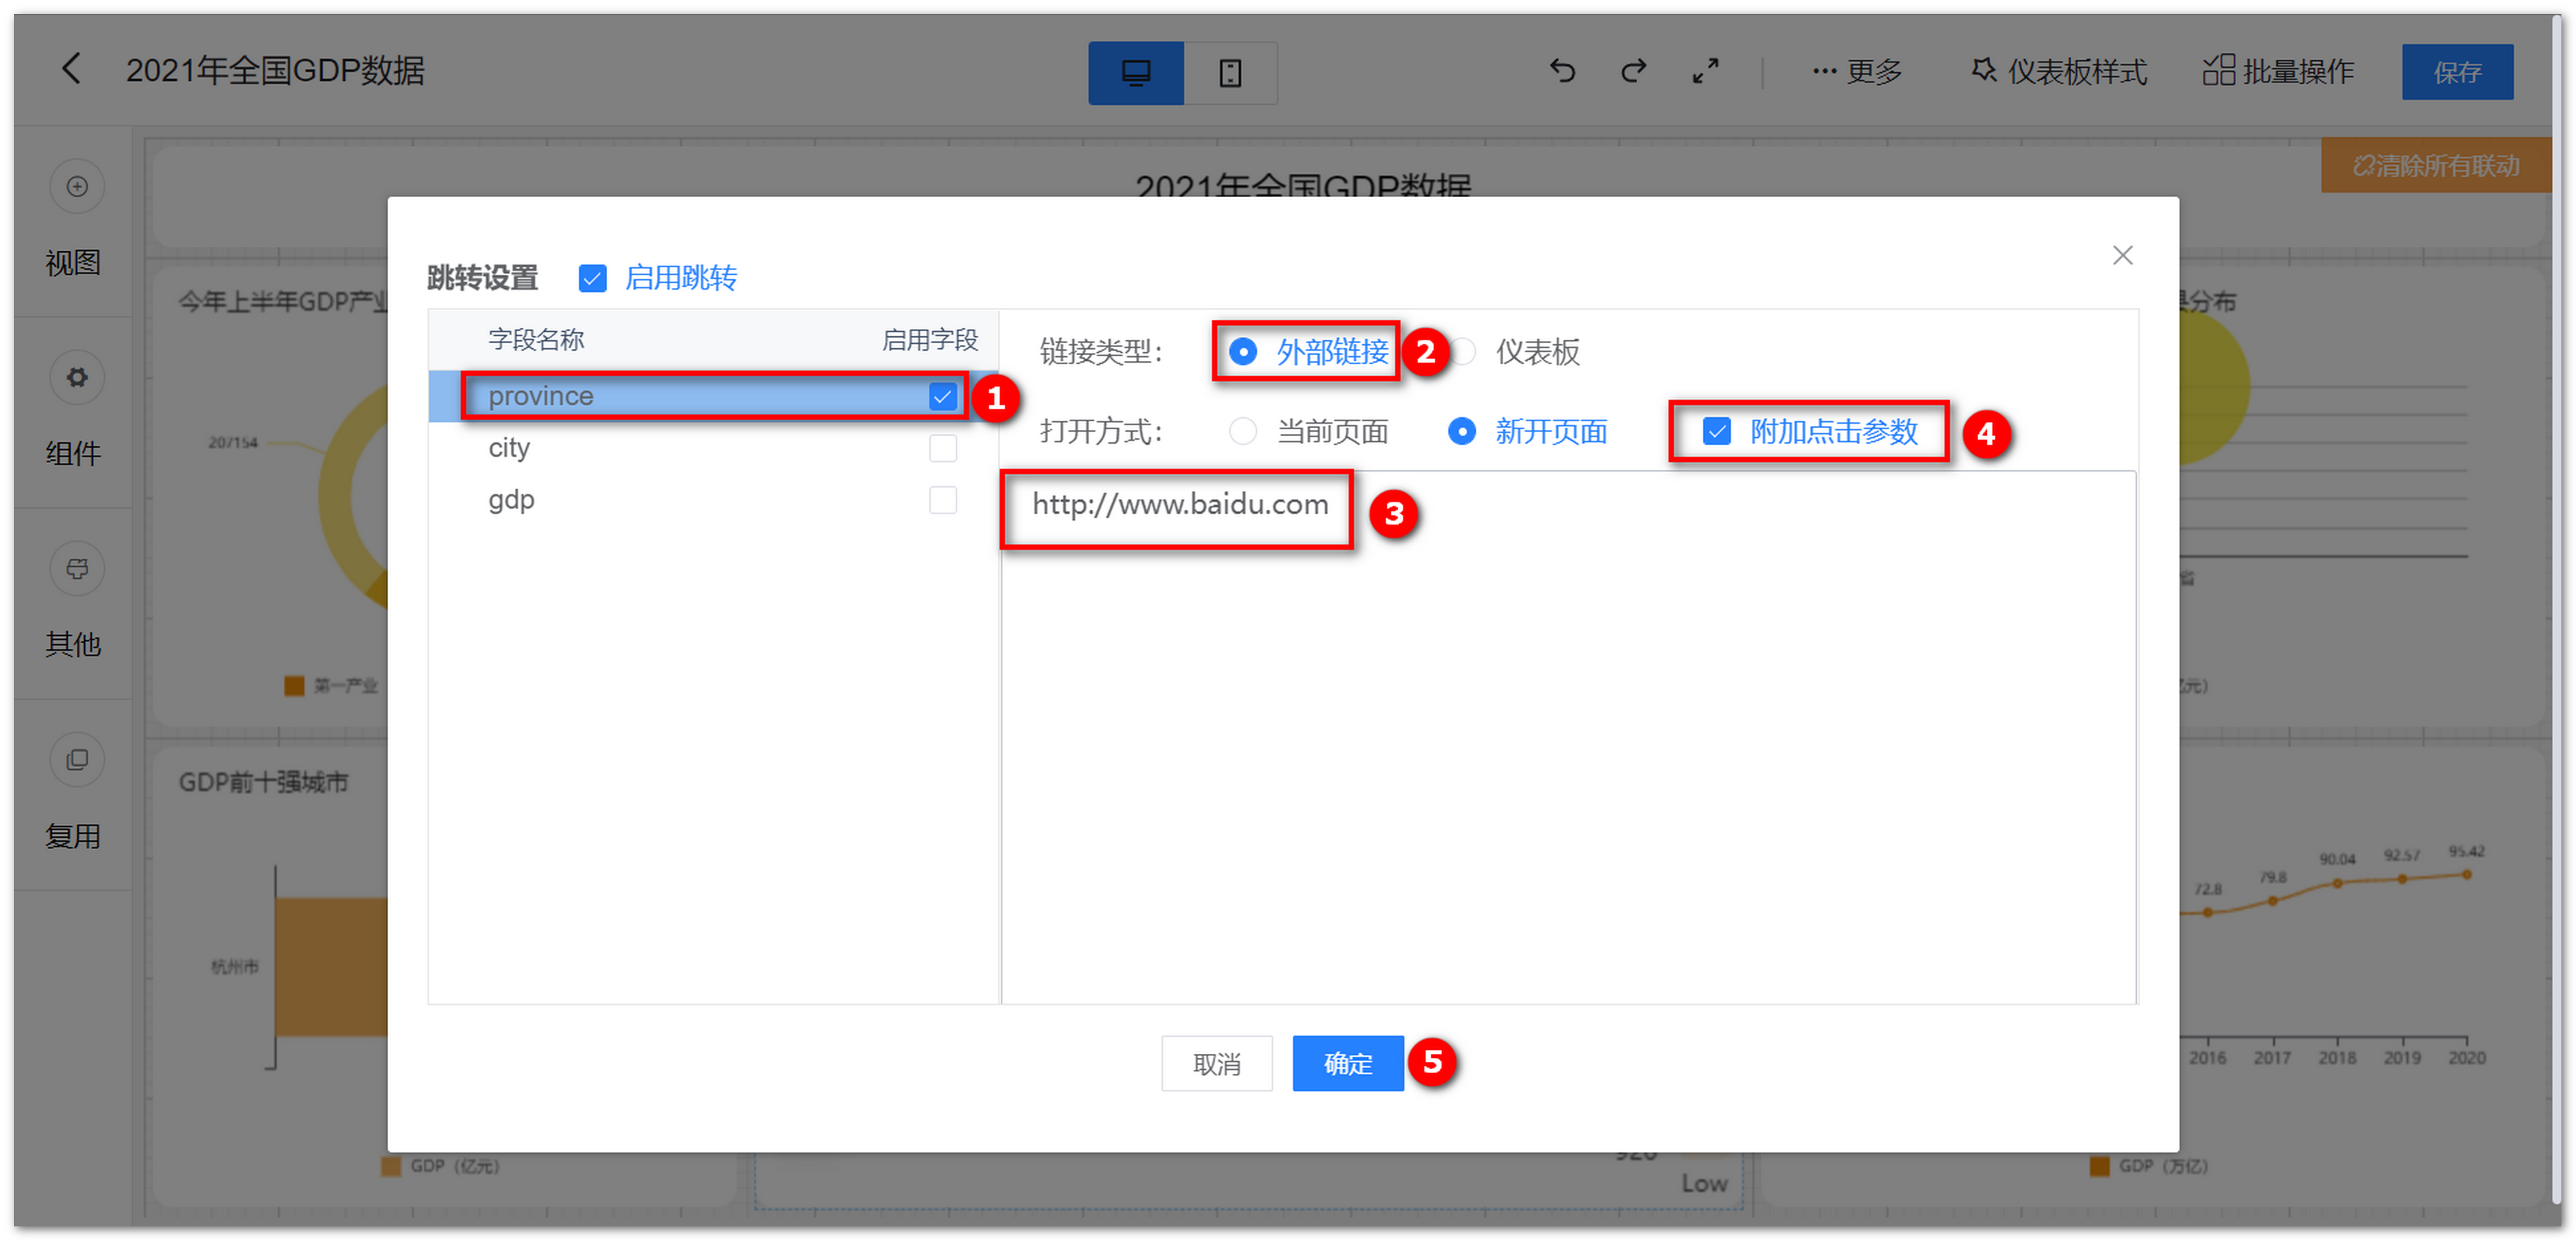 2021年全国GDP数据
更多
仪表板样式
批量操作
保存
清除所有联动
2021年全国GDP数据
视图
组件
其他
复用
今年上半年GDP产业
207154
第一产业
跳转设置
启用跳转
字段名称
启用字段
province
1
city
gdp
链接类型：
外部链接
2
仪表板
打开方式：
当前页面
新开页面
附加点击参数
4
http://www.baidu.com
3
取消
确定
5
县分布
省
亿元)
GDP前十强城市
杭州市
GDP（亿元）
926
Low
72.8
79.8
90.04
92.57
95.42
2016
2017
2018
2019
2020
GDP（万亿）